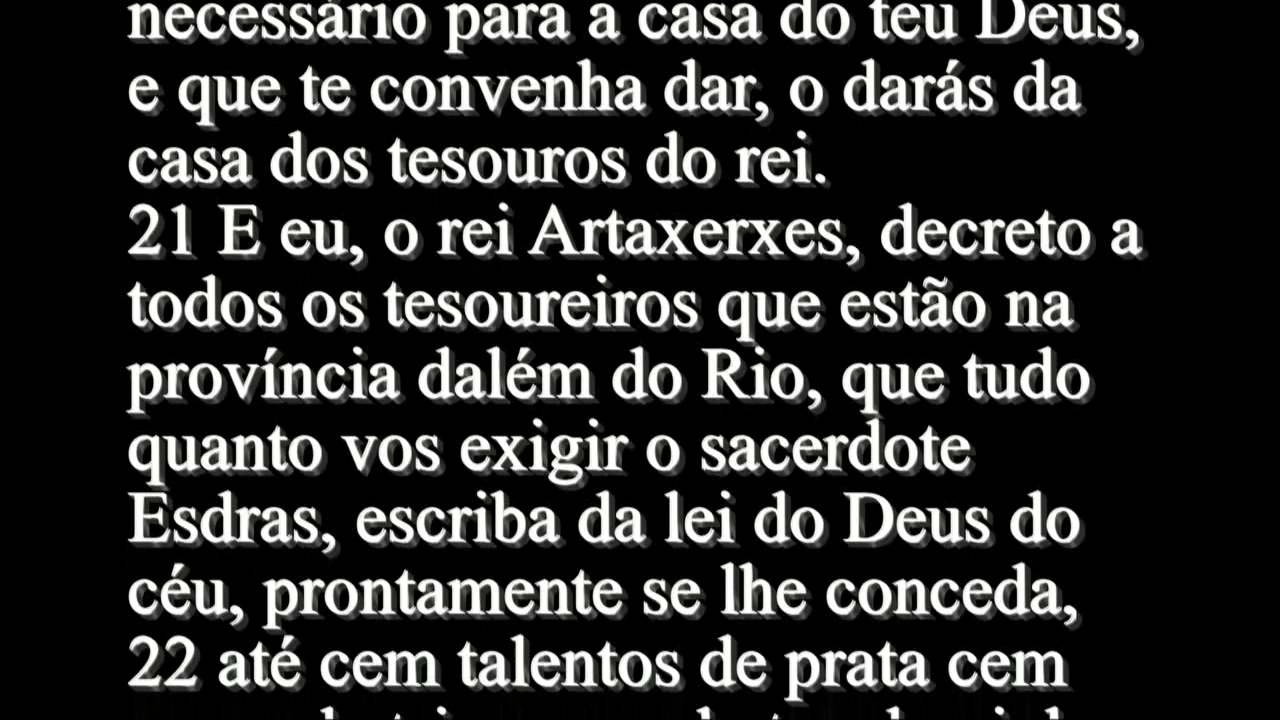 necessário para a casa do teu Deus,
e que te convenha dar, o darás da
casa dos tesouros do rei.
21 E eu, o rei Artaxerxes, decreto a
todos os tesoureiros que estão na
província dalém do Rio, que tudo
quanto vos exigir o sacerdote
Esdras, escriba da lei do Deus do
céu, prontamente se lhe conceda,
22 até cem talentos de prata cem